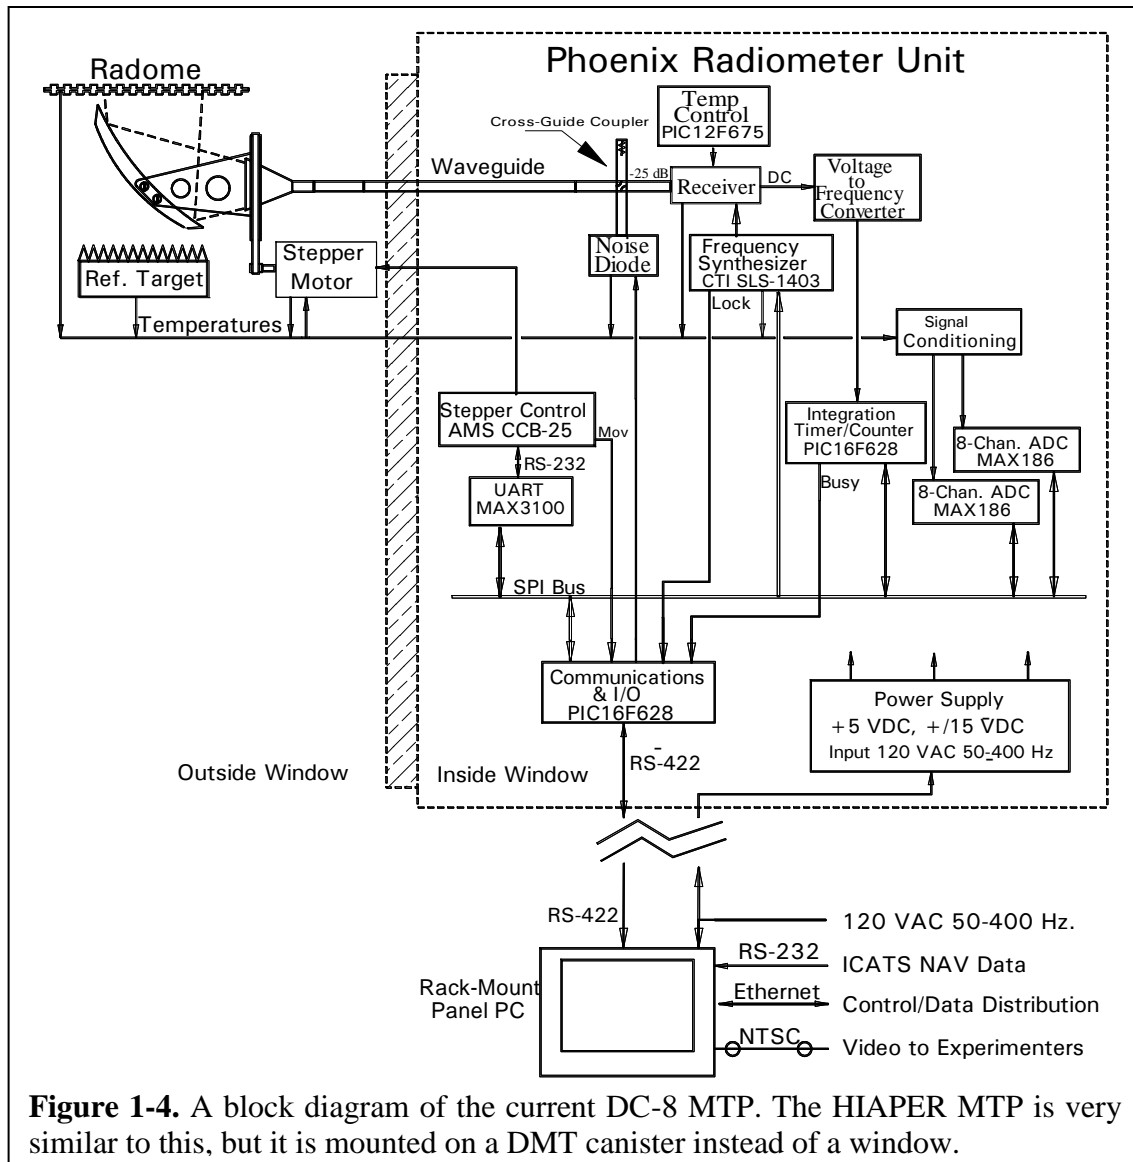 Phoenix Radiometer Unit
Radome
Temp
Control
PIC12F675
Cross-Guide Coupler
Waveguide
-25 dB
Receiver
DC
Voltage
to
Frequency
Converter
Stepper
Motor
Ref. Target
Noise
Diode
Frequency
Synthesizer
CTI SLS-1403
Lock
Temperatures
Signal
Conditioning
Stepper Control
AMS CCB-25
Mov
Integration
Timer/Counter
PIC16F628
8-Chan. ADC
MAX186
RS-232
UART
MAX3100
Busy
8-Chan. ADC
MAX186
SPI Bus
Communications
& I/O
PIC16F628
Power Supply
+5 VDC, +/15 VDC
Input 120 VAC 50-400 Hz
Outside Window
Inside Window
RS-422
RS-422
120 VAC 50-400 Hz.
RS-232
ICATS NAV Data
Rack-Mount
Panel PC
Ethernet
Control/Data Distribution
NTSC
Video to Experimenters
Figure 1-4. A block diagram of the current DC-8 MTP. The HIAPER MTP is very
similar to this, but it is mounted on a DMT canister instead of a window.